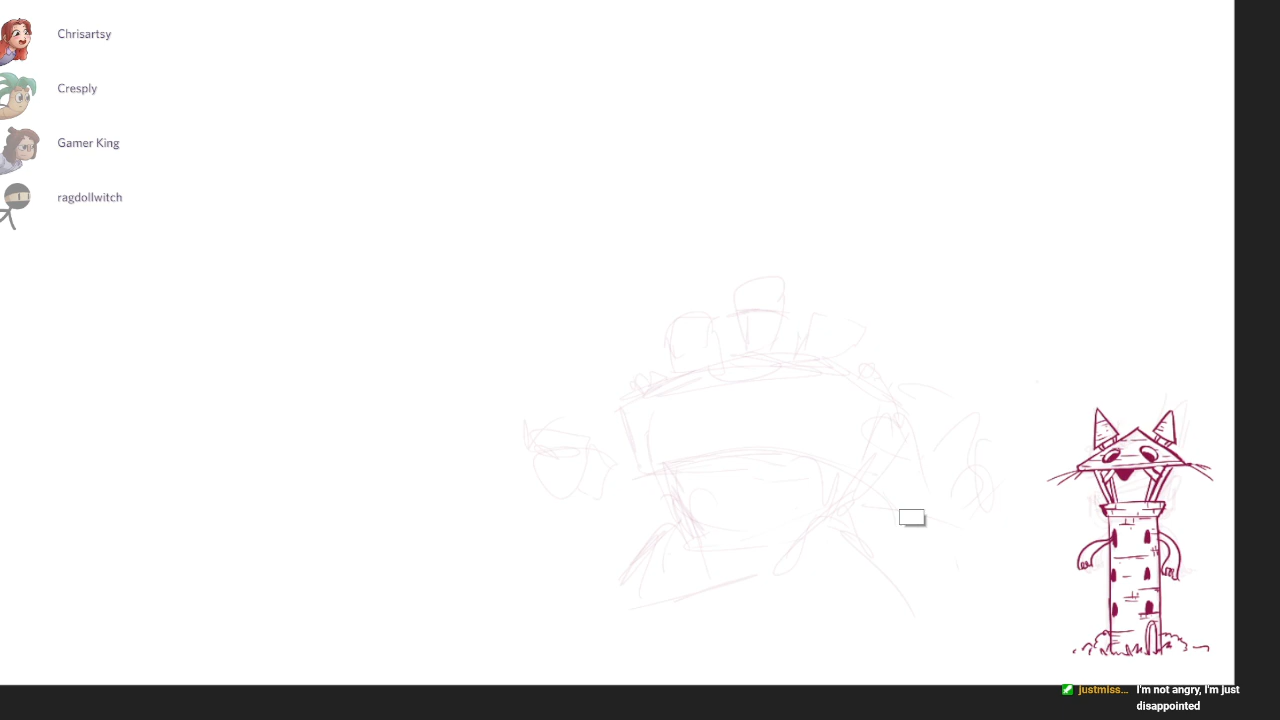 Chrisartsy
Cresply
Gamer King
ragdollwitch
justmiss... I'm not angry, I'm just
disappointed